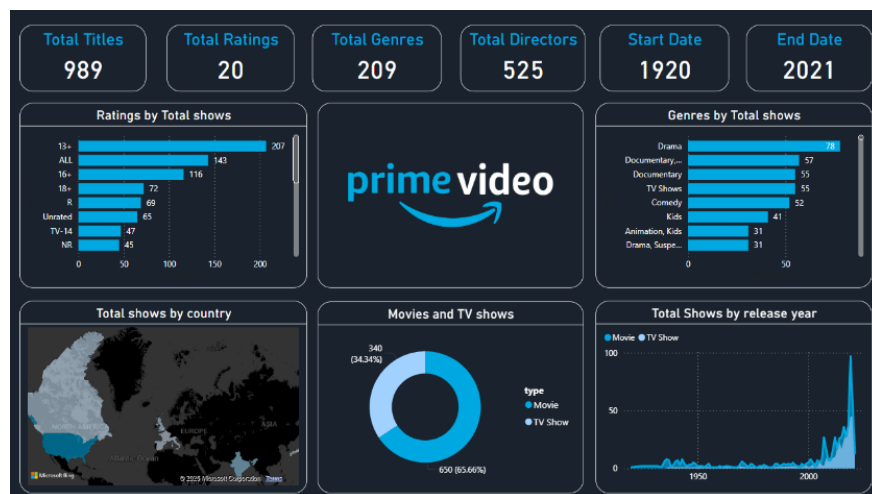 Total Titles
989
Total Ratings
20
Total Genres
209
Total Directors
525
Start Date
1920
End Date
2021
Ratings by Total shows
13+
207
ALL
143
16+
116
18+
72
R
69
Unrated
65
TV-14
47
NR
45
0 50 100 150 200
prime video
Genres by Total shows
Drama
78
Documentary,...
57
Documentary
55
TV Shows
55
Comedy
52
Kids
41
Animation, Kids
31
Drama, Suspe...
31
0 50
Total shows by country
NORTH AMERICA
EUROPE
ASIA
Atlantic Ocean
Microsoft Bing
© 2025 Microsoft Corporation Terms
Movies and TV shows
340
(34.34%)
650 (65.66%)
type
Movie
TV Show
Total Shows by release year
Movie TV Show
100
50
0
1950 2000